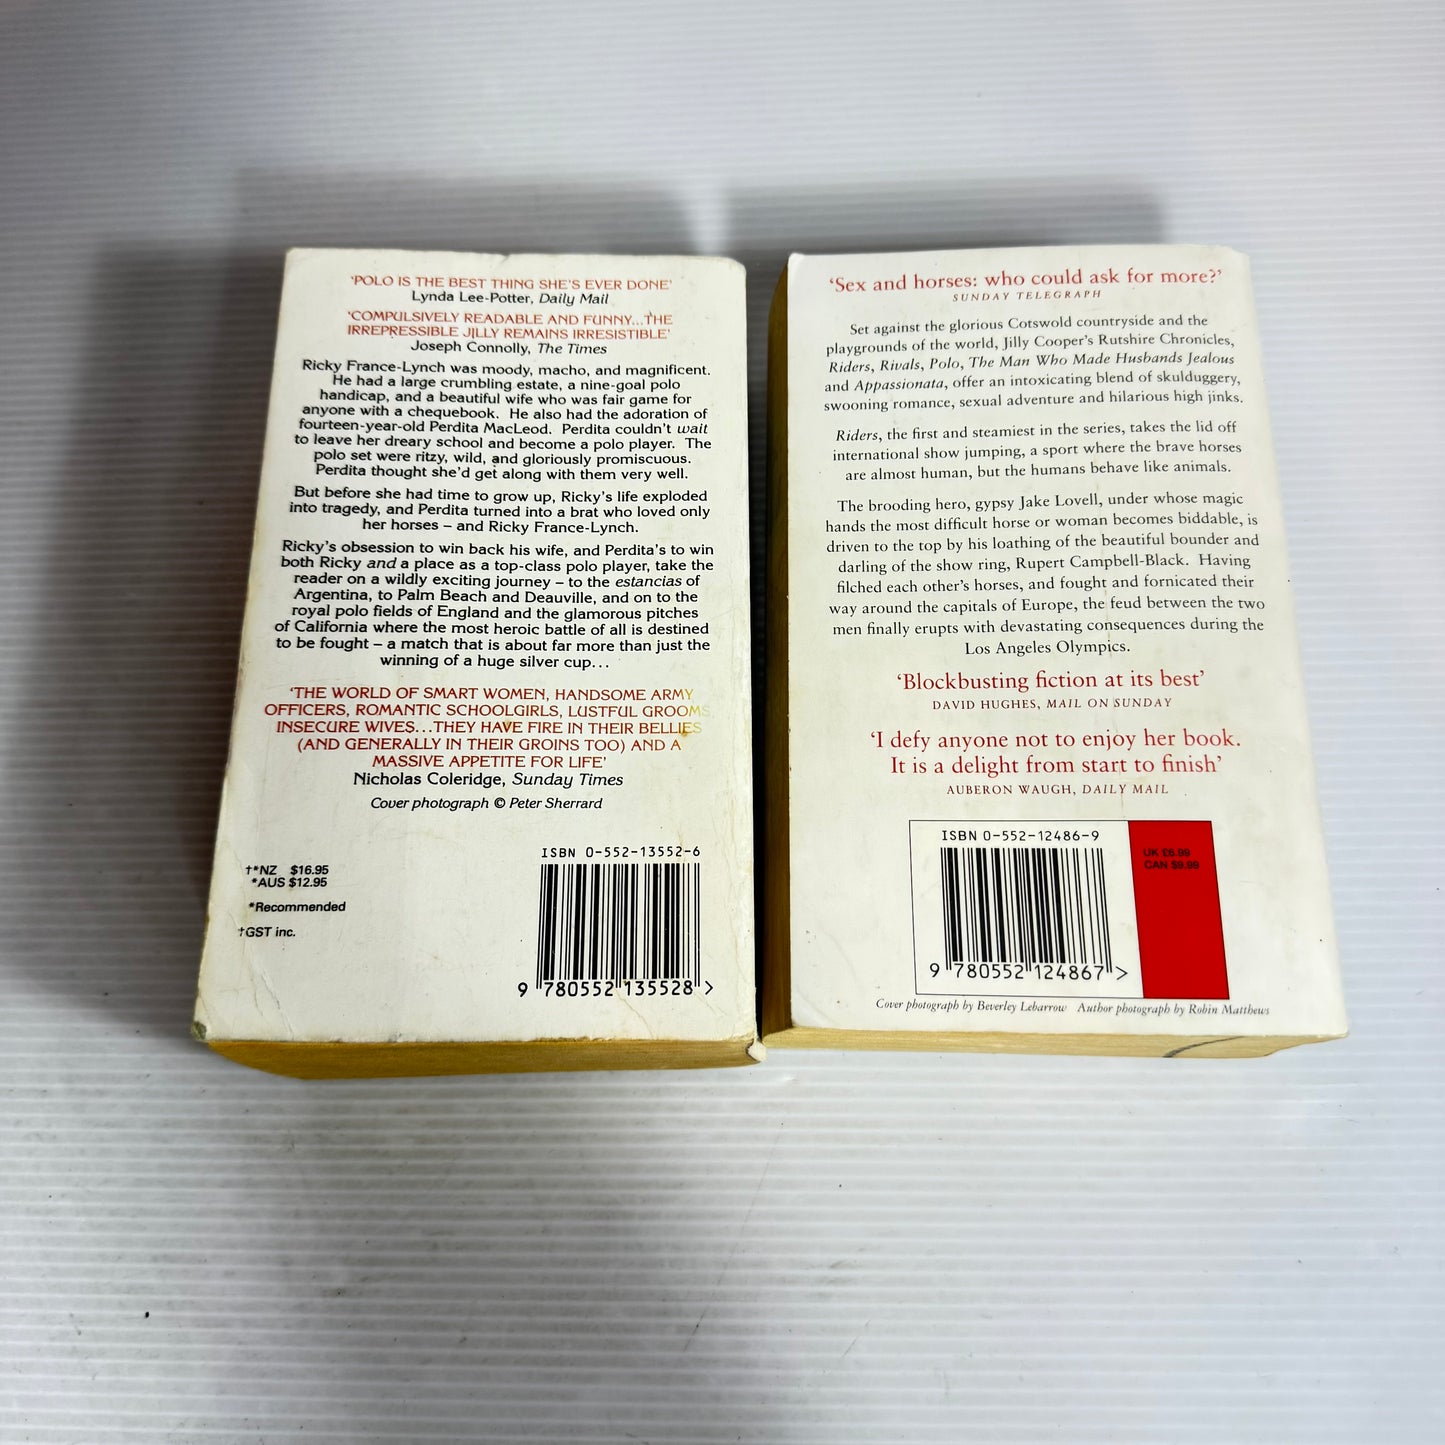 ‘POLO IS THE BEST THING SHE’S EVER DONE’
Lynda Lee-Potter, Daily Mail
‘COMPULSIVELY READABLE AND FUNNY...THE
IRREPRESSIBLE JILLY REMAINS IRRESISTIBLE’
Joseph Connolly, The Times
Ricky France-Lynch was moody, macho, and magnificent.
He had a large crumbling estate, a nine-goal polo
handicap, and a beautiful wife who was fair game for
anyone with a chequebook. He also had the adoration of
fourteen-year-old Perdita MacLeod. Perdita couldn’t wait
to leave her dreary school and become a polo player. The
polo set were ritzy, wild, and gloriously promiscuous.
Perdita thought she’d get along with them very well.
But before she had time to grow up, Ricky’s life exploded
into tragedy, and Perdita turned into a brat who loved only
her horses – and Ricky France-Lynch.
Ricky’s obsession to win back his wife, and Perdita’s to win
both Ricky and a place as a top-class polo player, take the
reader on a wildly exciting journey – to the estancias of
Argentina, to Palm Beach and Deauville, and on to the
royal polo fields of England and the glamorous pitches
of California where the most heroic battle of all is destined
to be fought – a match that is about far more than just the
winning of a huge silver cup...
‘THE WORLD OF SMART WOMEN, HANDSOME ARMY
OFFICERS, ROMANTIC SCHOOLGIRLS, LUSTFUL GROOMS,
INSECURE WIVES...THEY HAVE FIRE IN THEIR BELLIES
(AND GENERALLY IN THEIR GROINS TOO) AND A
MASSIVE APPETITE FOR LIFE’
Nicholas Coleridge, Sunday Times
Cover photograph © Peter Sherrard
†*NZ $16.95
*AUS $12.95
*Recommended
†GST inc.
ISBN 0-552-13552-6
9 780552 135528 >
‘Sex and horses: who could ask for more?’
SUNDAY TELEGRAPH
Set against the glorious Cotswold countryside and the
playgrounds of the world, Jilly Cooper’s Rutshire Chronicles,
Riders, Rivals, Polo, The Man Who Made Husbands Jealous
and Appassionata, offer an intoxicating blend of skulduggery,
swooning romance, sexual adventure and hilarious high jinks.
Riders, the first and steamiest in the series, takes the lid off
international show jumping, a sport where the brave horses
are almost human, but the humans behave like animals.
The brooding hero, gypsy Jake Lovell, under whose magic
hands the most difficult horse or woman becomes biddable, is
driven to the top by his loathing of the beautiful bounder and
darling of the show ring, Rupert Campbell-Black. Having
filched each other’s horses, and fought and fornicated their
way around the capitals of Europe, the feud between the two
men finally erupts with devastating consequences during the
Los Angeles Olympics.
‘Blockbusting fiction at its best’
DAVID HUGHES, MAIL ON SUNDAY
‘I defy anyone not to enjoy her book.
It is a delight from start to finish’
AUBERON WAUGH, DAILY MAIL
ISBN 0-552-12486-9
UK £6.99
CAN $9.99
9 780552 124867 >
Cover photograph by Beverley Lebarrow Author photograph by Robin Matthews